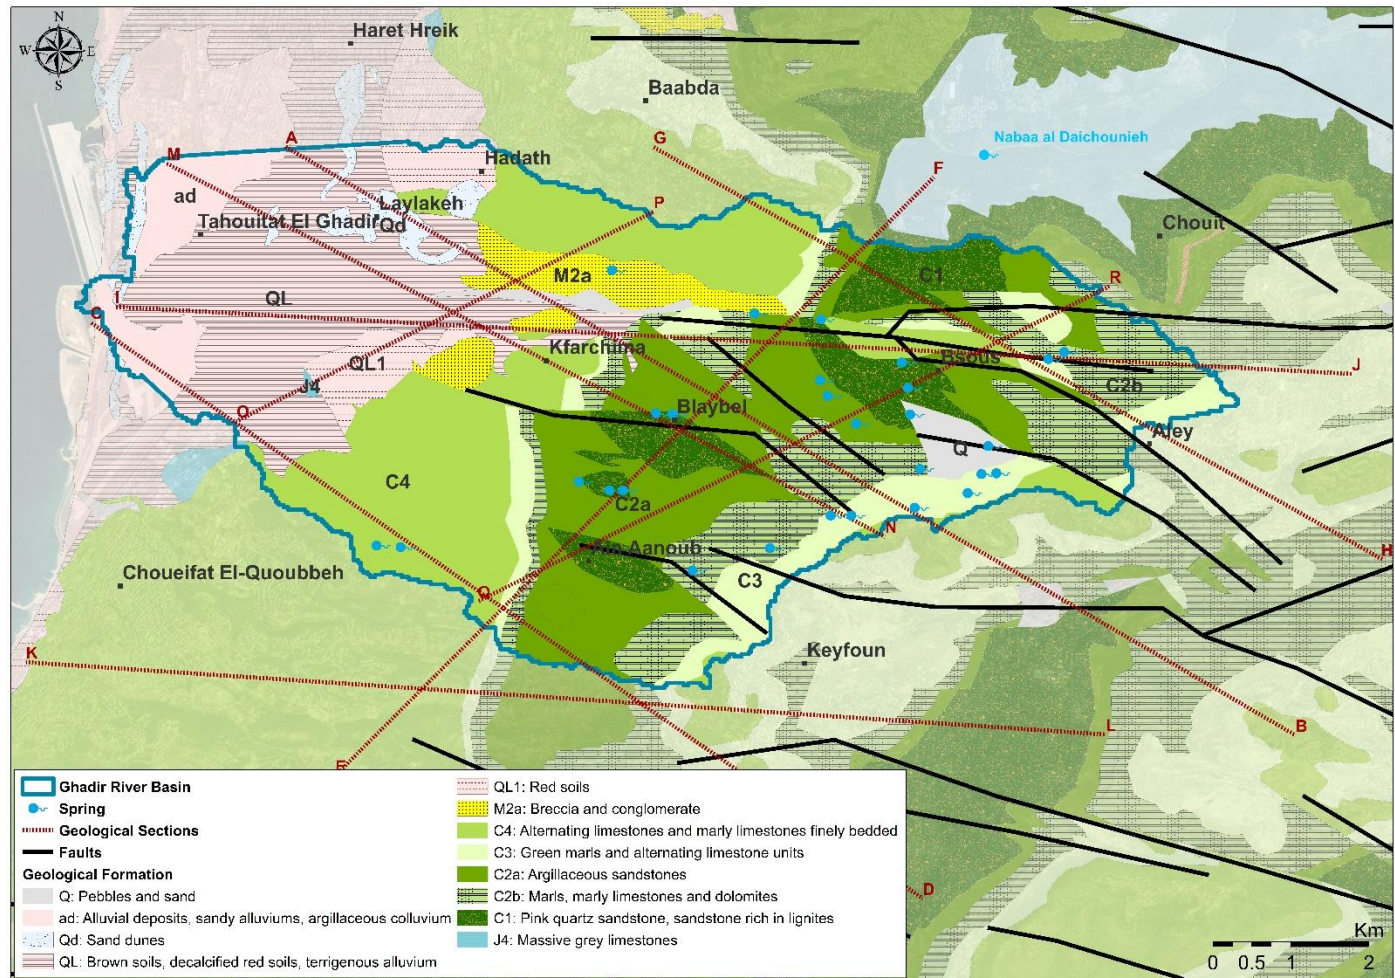 N
W E
S
Haret Hreik
Baabda
Nabaa al Daichounieh
A
G
M
F
Hadath
ad
Laylakeh
P
Chouit
Tahouitat El Ghadir
Qd
M2a
C1
R
I
QL
C
Kfarchima
Bsous
J
QL1
J4
C2b
O
Blaybel
Aley
Q
C4
C2a
N
Ain Aanoub
H
Choueifat El-Quoubbeh
C3
Q
K
Keyfoun
L
B
E
D
Ghadir River Basin
Spring
Geological Sections
Faults
Geological Formation
Q: Pebbles and sand
ad: Alluvial deposits, sandy alluviums, argillaceous colluvium
Qd: Sand dunes
QL: Brown soils, decalcified red soils, terrigenous alluvium
QL1: Red soils
M2a: Breccia and conglomerate
C4: Alternating limestones and marly limestones finely bedded
C3: Green marls and alternating limestone units
C2a: Argillaceous sandstones
C2b: Marls, marly limestones and dolomites
C1: Pink quartz sandstone, sandstone rich in lignites
J4: Massive grey limestones
Km
0 0.5 1 2